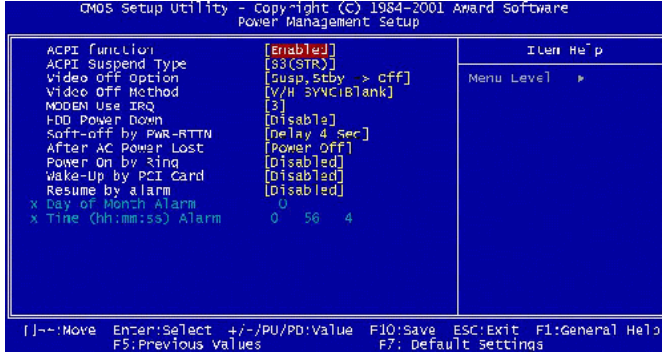 CMOS Setup Utility - Copyright (C) 1984-2001 Award Software
Power Management Setup
ACPI function [Enabled]
ACPI Suspend Type [S3(STR)]
Video Off Option [Susp,Stby -> Off]
Video Off Method [V/H SYNC+Blank]
MODEM Use IRQ [3]
HDD Power Down [Disable]
Soft-off by PWR-BTTN [Delay 4 Sec]
After AC Power Lost [Power Off]
Power On by Ring [Disabled]
Wake-Up by PCI Card [Disabled]
Resume by alarm [Disabled]
x Day of Month Alarm 0
x Time (hh:mm:ss) Alarm 0 56 4
Item Help
Menu Level ▶
:Move Enter:Select +/-/PU/PD:Value F10:Save ESC:Exit F1:General Help
F5:Previous Values F7: Default Settings